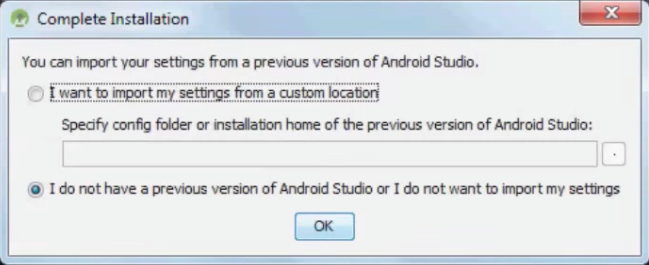 Complete Installation
You can import your settings from a previous version of Android Studio.
I want to import my settings from a custom location
Specify config folder or installation home of the previous version of Android Studio:
.
I do not have a previous version of Android Studio or I do not want to import my settings
OK